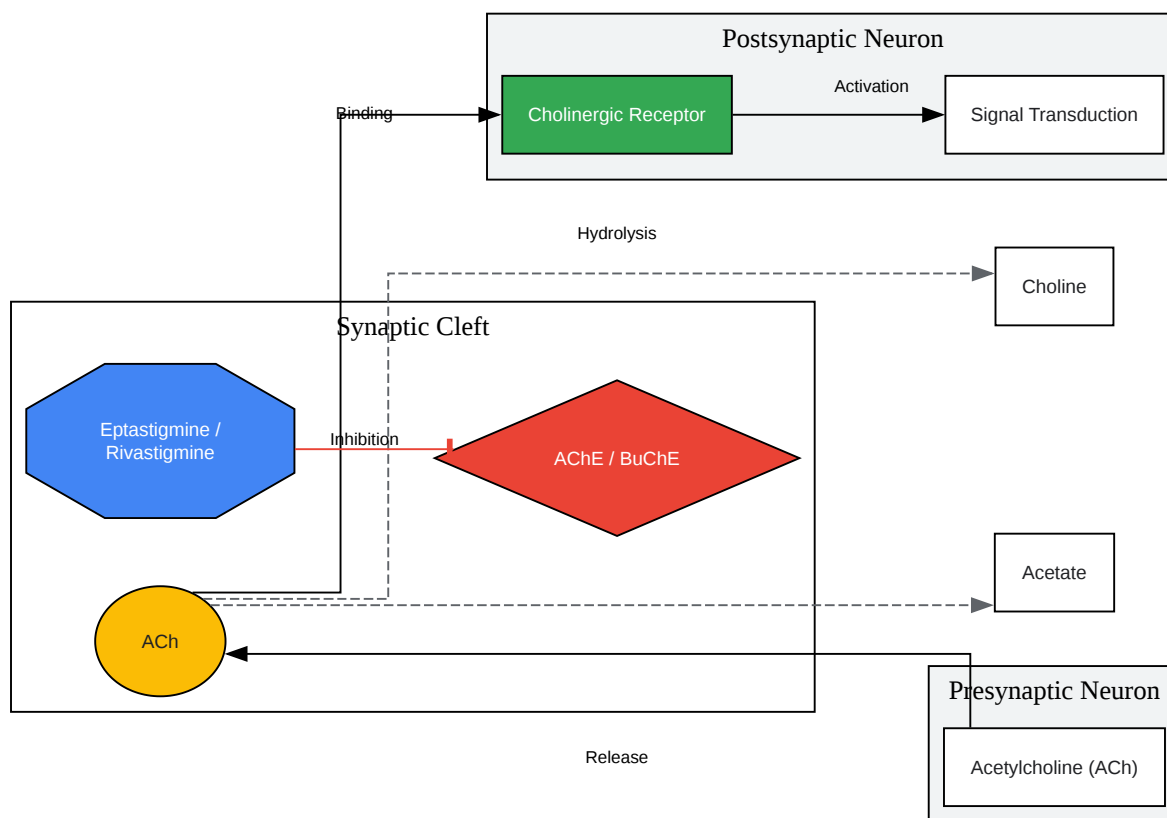 Postsynaptic Neuron
Activation
Binding
Cholinergic Receptor
Signal Transduction
Hydrolysis
Choline
Synaptic Cleft
Eptastigmine /
Rivastigmine
Inhibition
AChE / BuChE
Acetate
ACh
Presynaptic Neuron
Release
Acetylcholine (ACh)